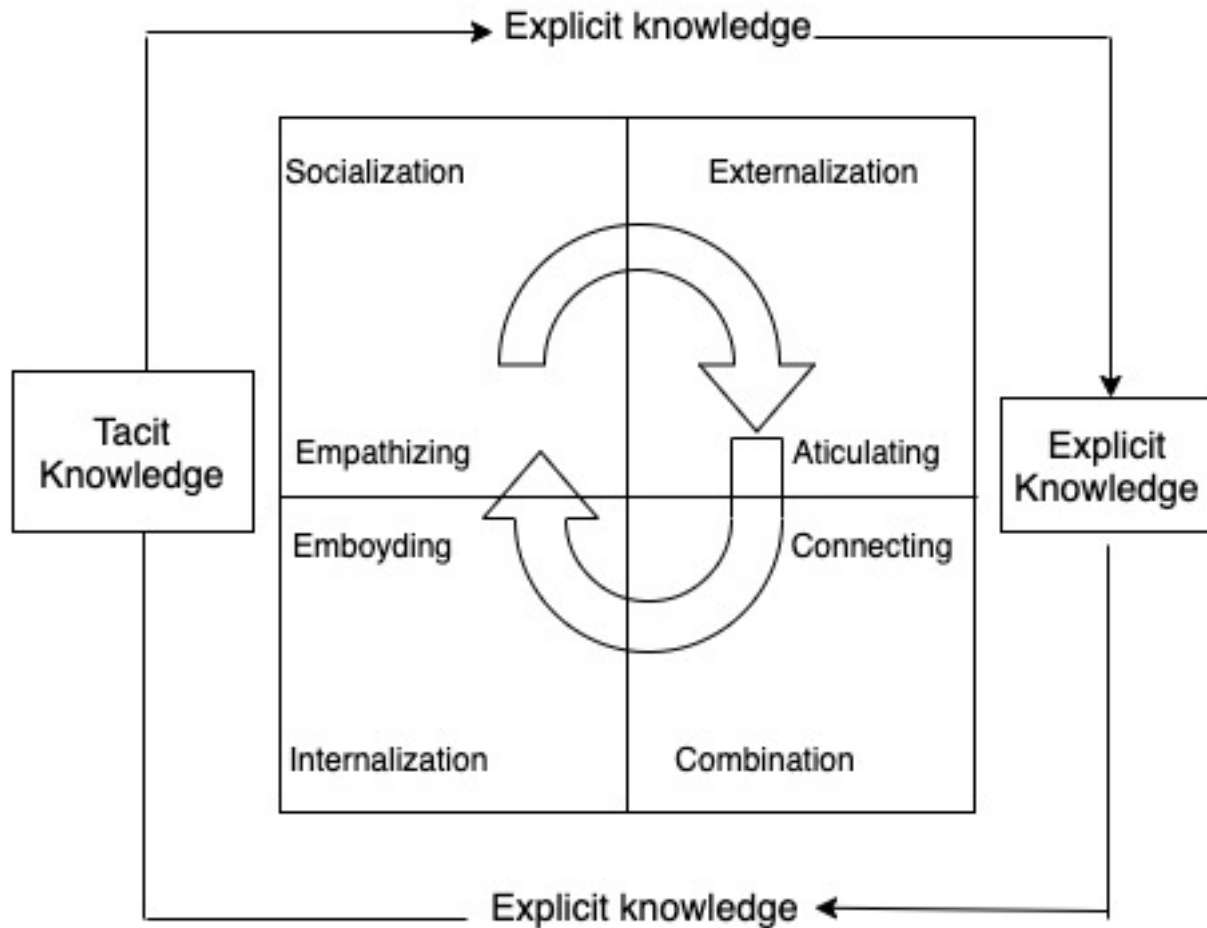 Explicit knowledge
Socialization
Externalization
Tacit
Knowledge
Empathizing
Aticulating
Explicit
Knowledge
Emboyding
Connecting
Internalization
Combination
Explicit knowledge